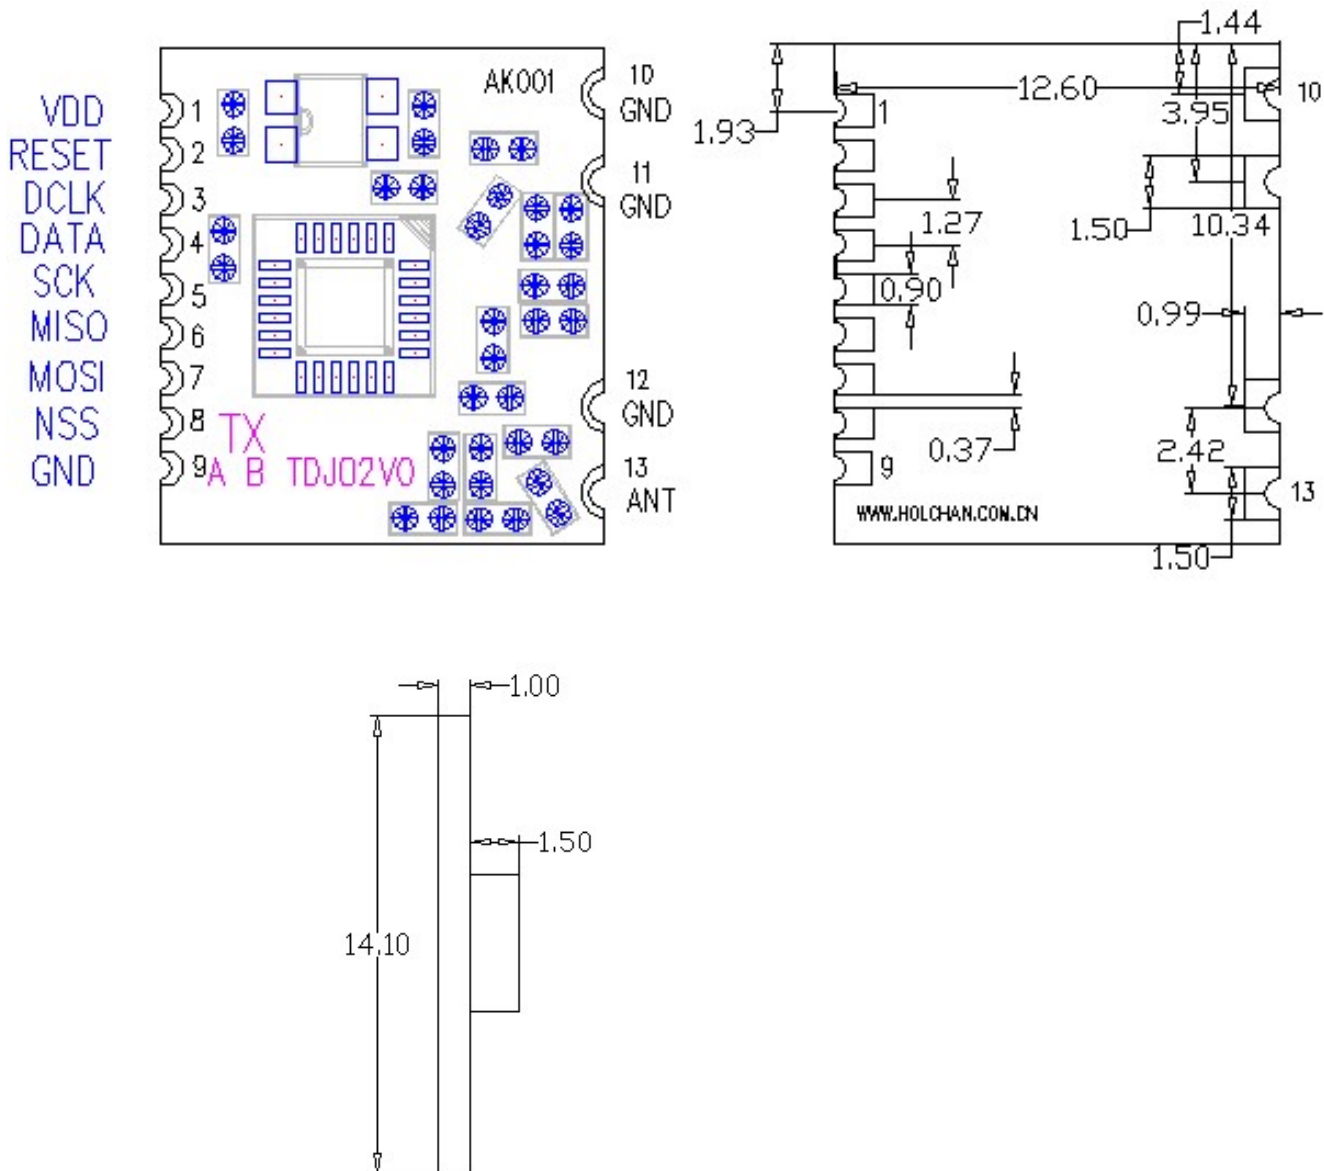 AK001
VDD
RESET
DCLK
DATA
SCK
MISO
MOSI
NSS
GND
1
2
3
4
5
6
7
8
9
10
GND
11
GND
12
GND
13
ANT
TX
A B TDJ02V0
1.44
12.60
10
1
1.93
3.95
1.27
1.50
10.34
0.90
0.99
0.37
2.42
9
13
WWW.HOLCHAN.COM.CN
1.50
1.00
1.50
14.10